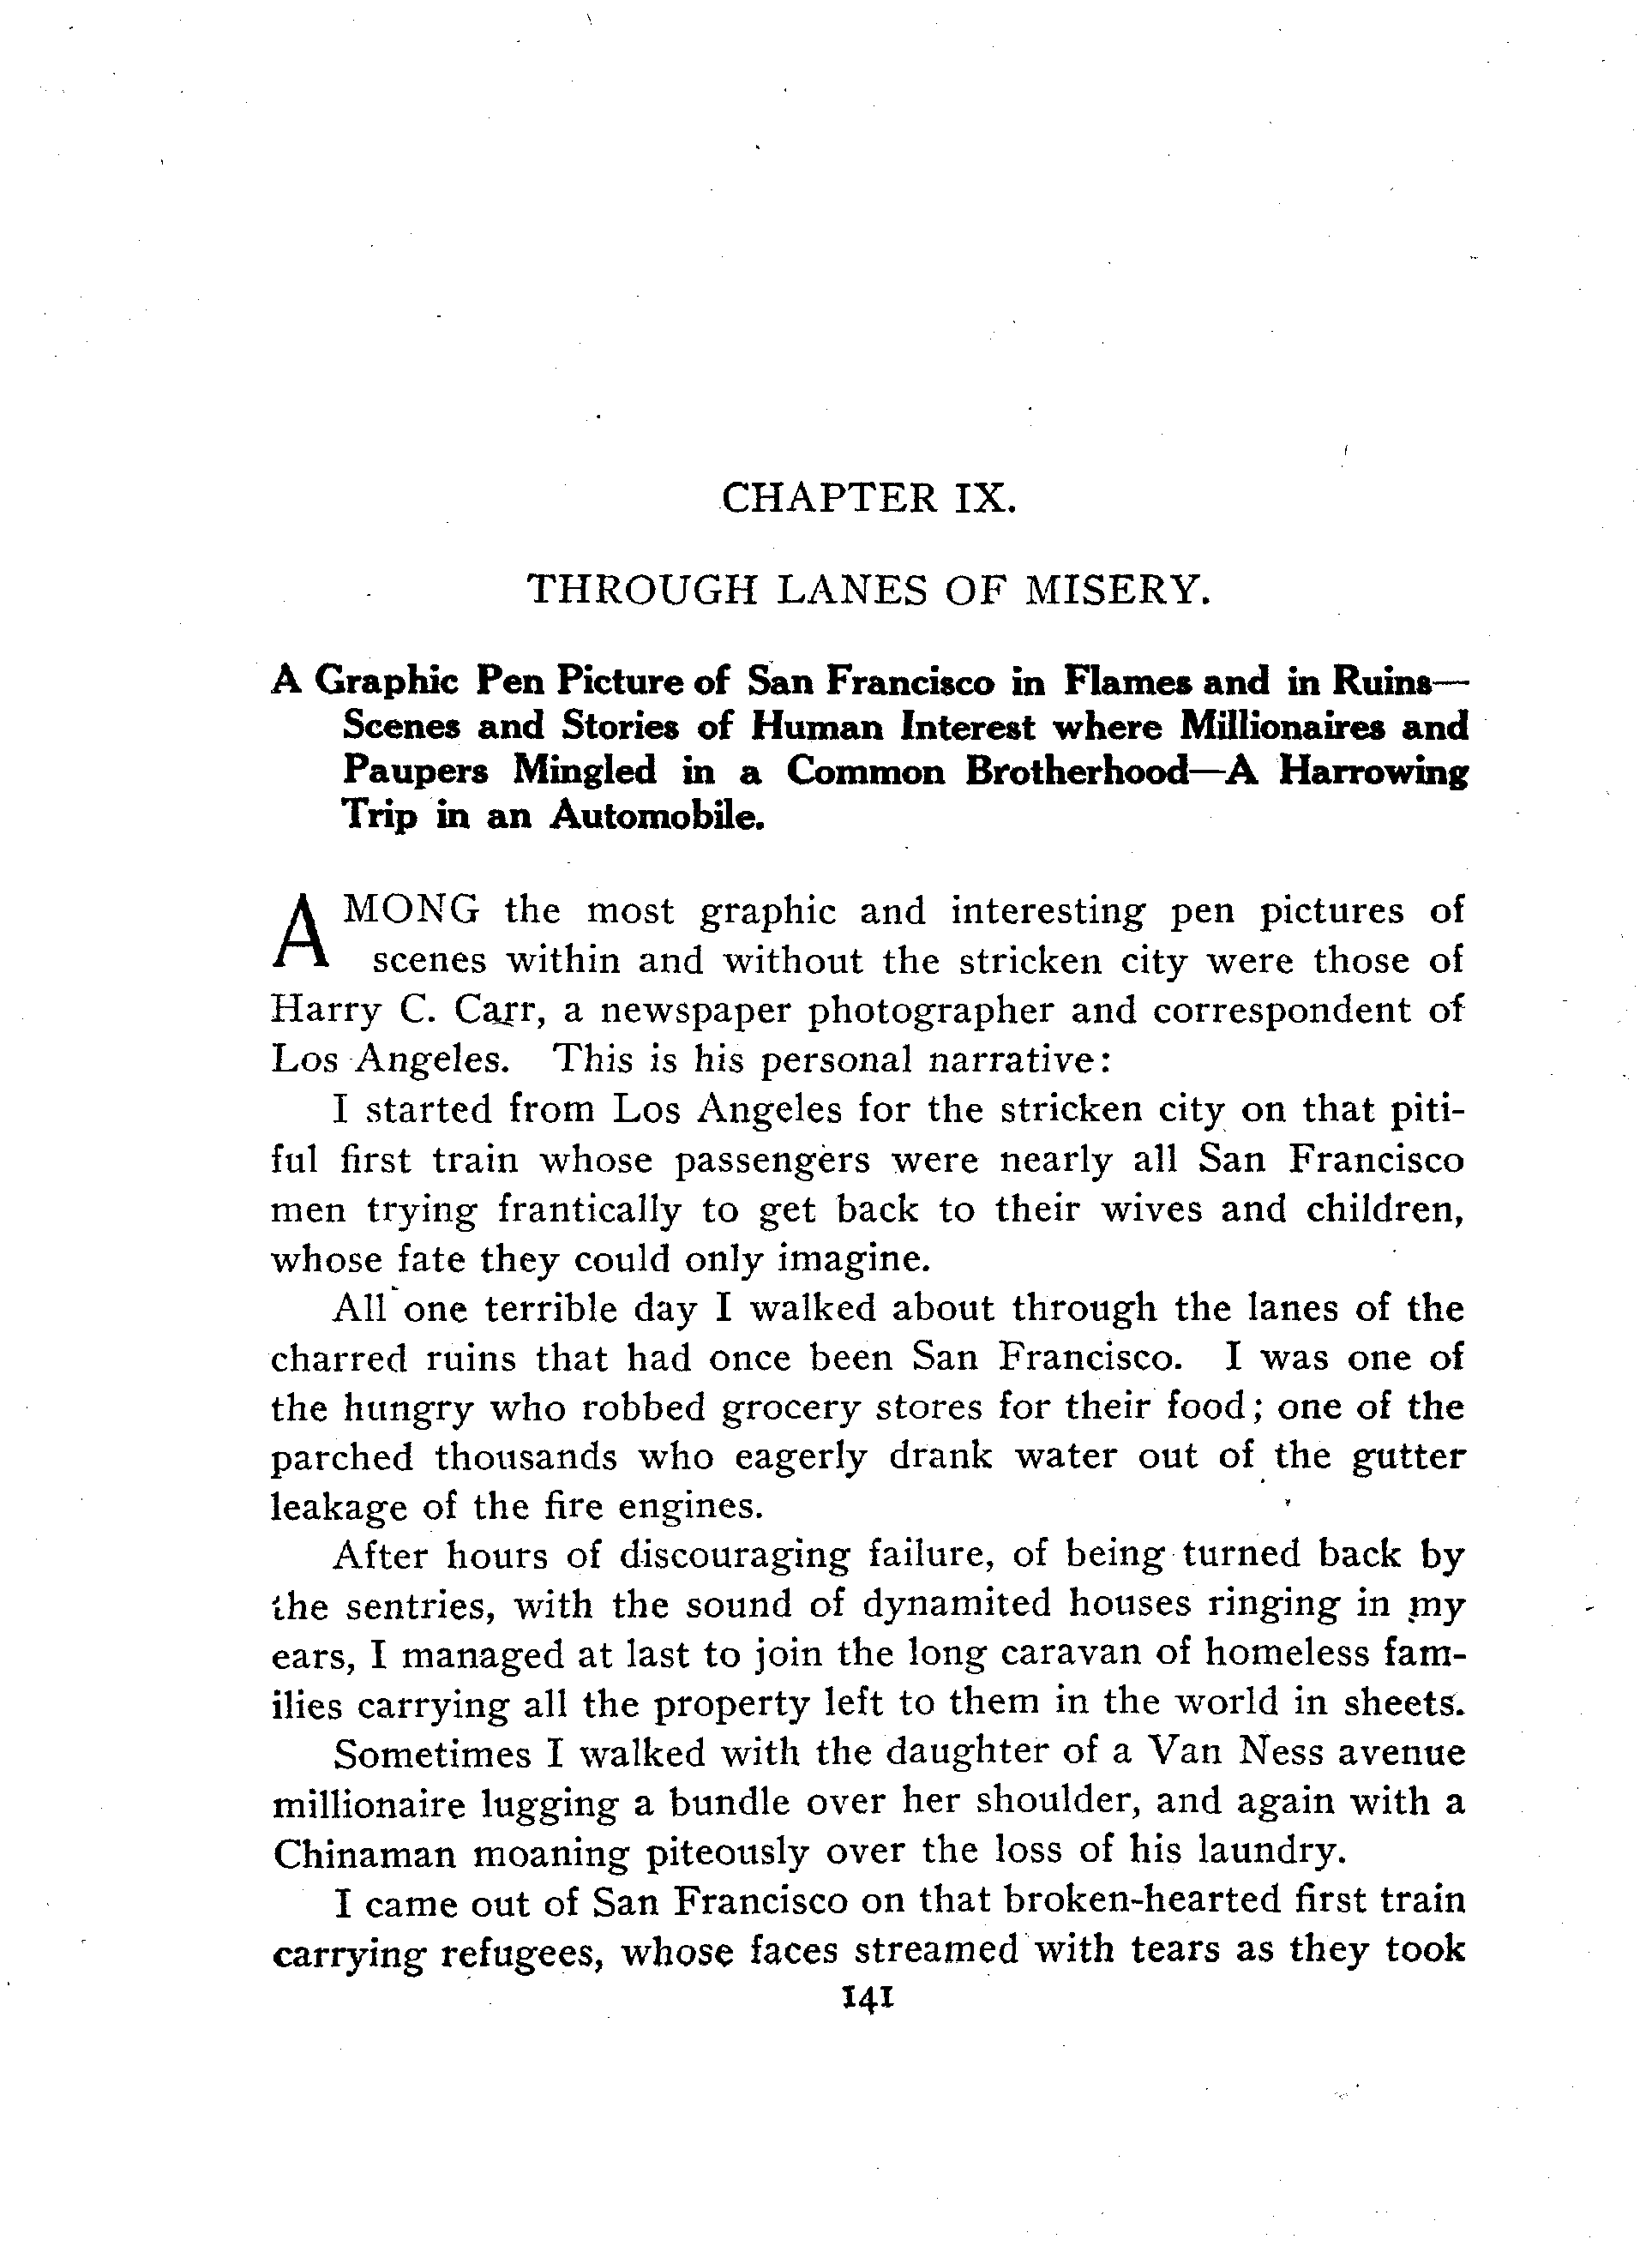 CHAPTER IX.
THROUGH LANES OF MISERY.
A Graphic Pen Picture of San Francisco in Flames and in Ruins—
Scenes and Stories of Human Interest where Millionaires and
Paupers Mingled in a Common Brotherhood—A Harrowing
Trip in an Automobile.
AMONG the most graphic and interesting pen pictures of
scenes within and without the stricken city were those of
Harry C. Carr, a newspaper photographer and correspondent of
Los Angeles. This is his personal narrative:
I started from Los Angeles for the stricken city on that piti-
ful first train whose passengers were nearly all San Francisco
men trying frantically to get back to their wives and children,
whose fate they could only imagine.
All one terrible day I walked about through the lanes of the
charred ruins that had once been San Francisco. I was one of
the hungry who robbed grocery stores for their food; one of the
parched thousands who eagerly drank water out of the gutter
leakage of the fire engines.
After hours of discouraging failure, of being turned back by
the sentries, with the sound of dynamited houses ringing in my
ears, I managed at last to join the long caravan of homeless fam-
ilies carrying all the property left to them in the world in sheets.
Sometimes I walked with the daughter of a Van Ness avenue
millionaire lugging a bundle over her shoulder, and again with a
Chinaman moaning piteously over the loss of his laundry.
I came out of San Francisco on that broken-hearted first train
carrying refugees, whose faces streamed with tears as they took
141